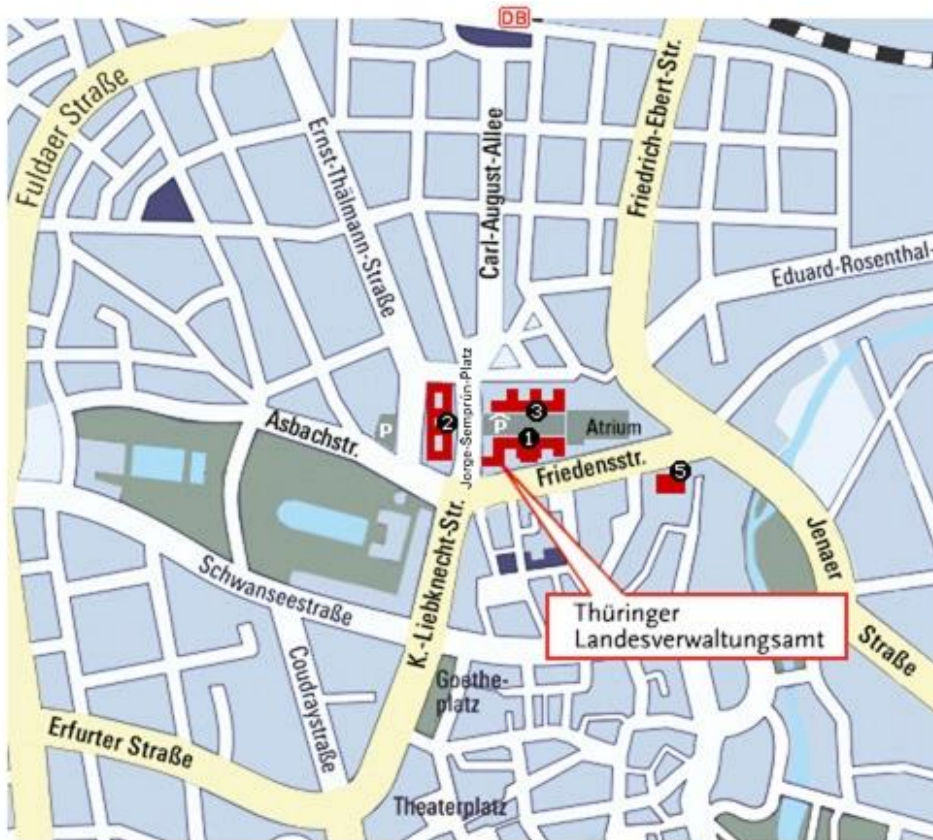 DB
Fuldaer Straße
Ernst-Thälmann-Straße
Carl-August-Allee
Friedrich-Ebert-Str.
Eduard-Rosenthal-
Jorge-Semprún-Platz
2
3
P
P
1
Atrium
Asbachstr.
Friedensstr.
5
K.-Liebknecht-Str.
Jenaer
Straße
Schwanseestraße
Thüringer
Landesverwaltungsamt
Coudraystraße
Goethe-
platz
Erfurter Straße
Theaterplatz